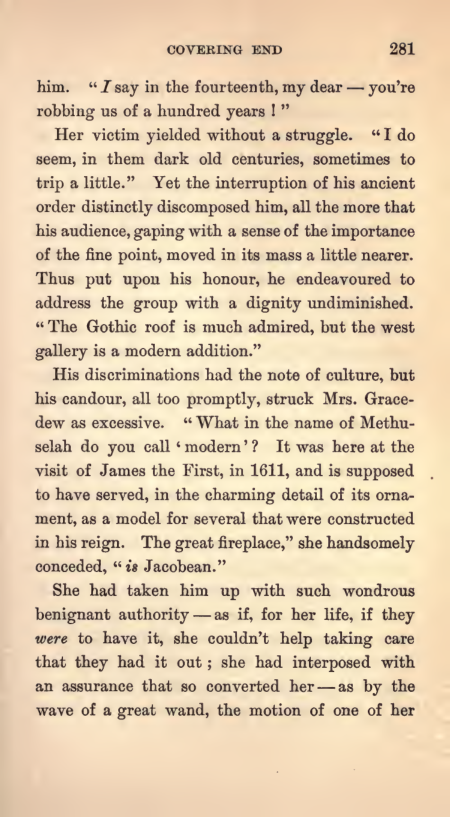 COVERING END 281
him. “I say in the fourteenth, my dear — you’re
robbing us of a hundred years ! ”
Her victim yielded without a struggle. “I do
seem, in them dark old centuries, sometimes to
trip a little.” Yet the interruption of his ancient
order distinctly discomposed him, all the more that
his audience, gaping with a sense of the importance
of the fine point, moved in its mass a little nearer.
Thus put upon his honour, he endeavoured to
address the group with a dignity undiminished.
“The Gothic roof is much admired, but the west
gallery is a modern addition.”
His discriminations had the note of culture, but
his candour, all too promptly, struck Mrs. Grace-
dew as excessive. “What in the name of Methu-
selah do you call ‘modern’? It was here at the
visit of James the First, in 1611, and is supposed
to have served, in the charming detail of its orna-
ment, as a model for several that were constructed
in his reign. The great fireplace,” she handsomely
conceded, “is Jacobean.”
She had taken him up with such wondrous
benignant authority — as if, for her life, if they
were to have it, she couldn’t help taking care
that they had it out ; she had interposed with
an assurance that so converted her — as by the
wave of a great wand, the motion of one of her